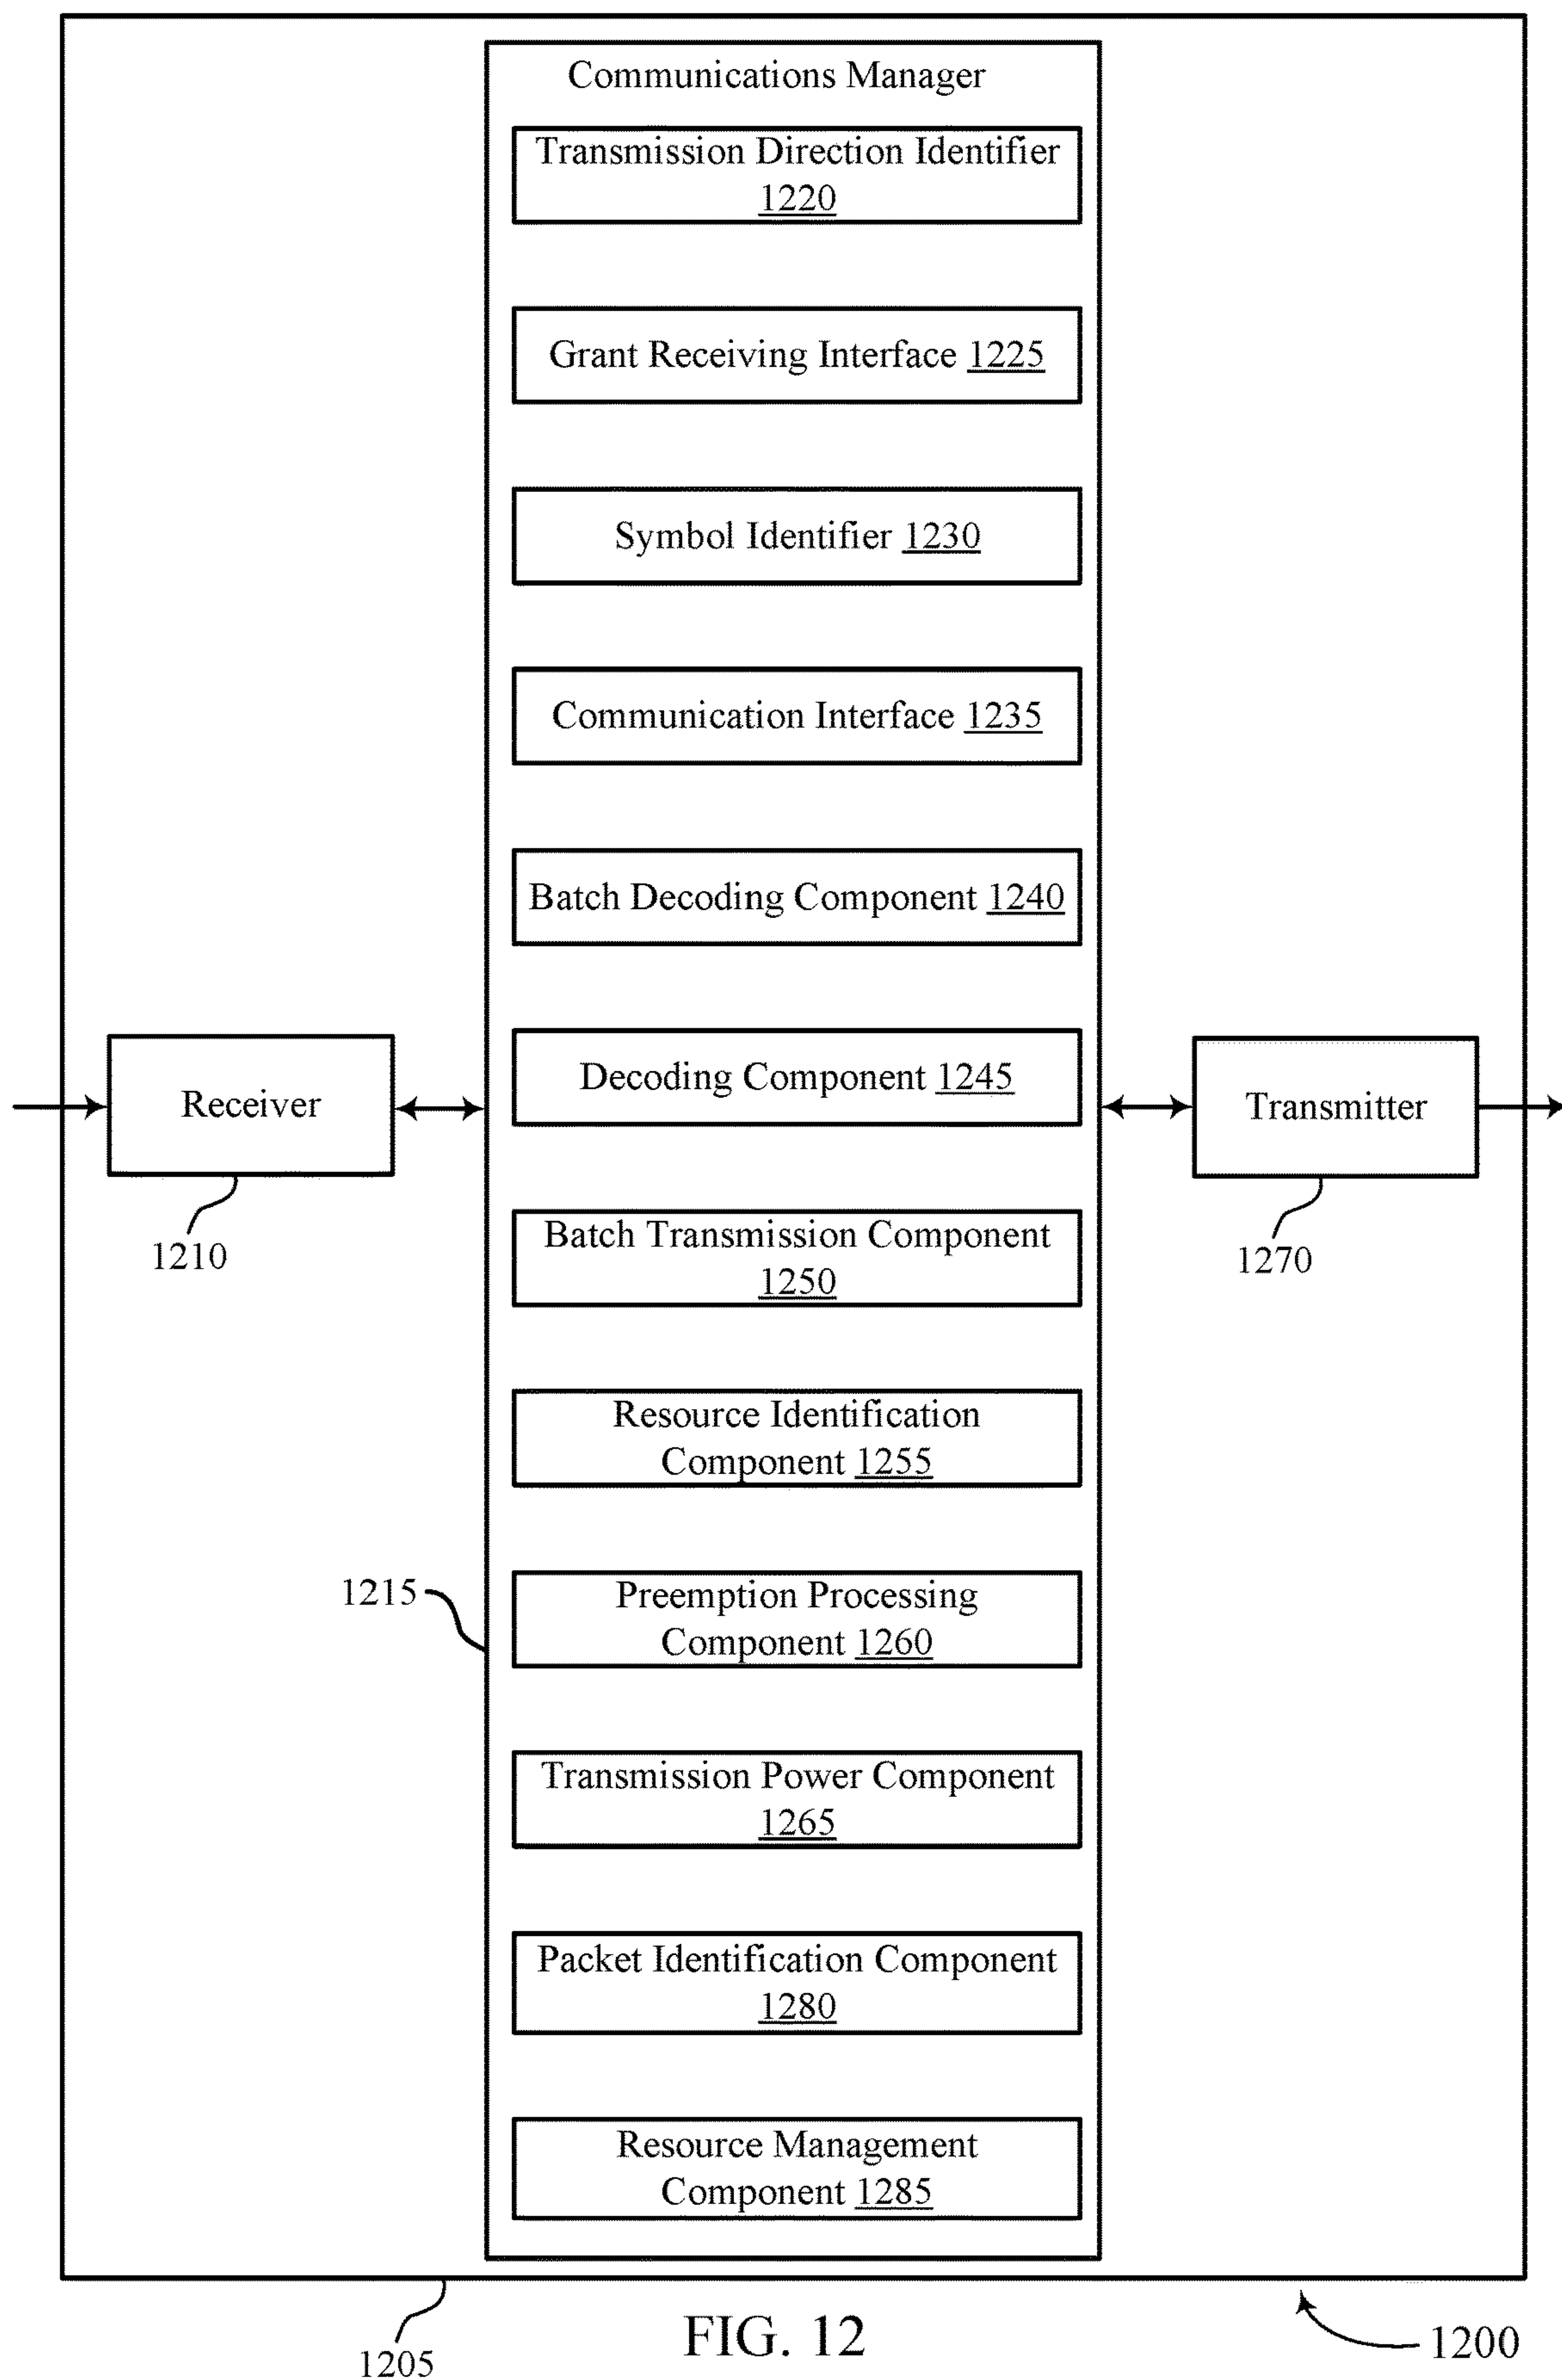 Communications Manager
Transmission Direction Identifier
1220
Grant Receiving Interface 1225
Symbol Identifier 1230
Communication Interface 1235
Batch Decoding Component 1240
Decoding Component 1245
Receiver
Transmitter
1210
1270
Batch Transmission Component
1250
Resource Identification
Component 1255
1215
Preemption Processing
Component 1260
Transmission Power Component
1265
Packet Identification Component
1280
Resource Management
Component 1285
1205
FIG. 12
1200